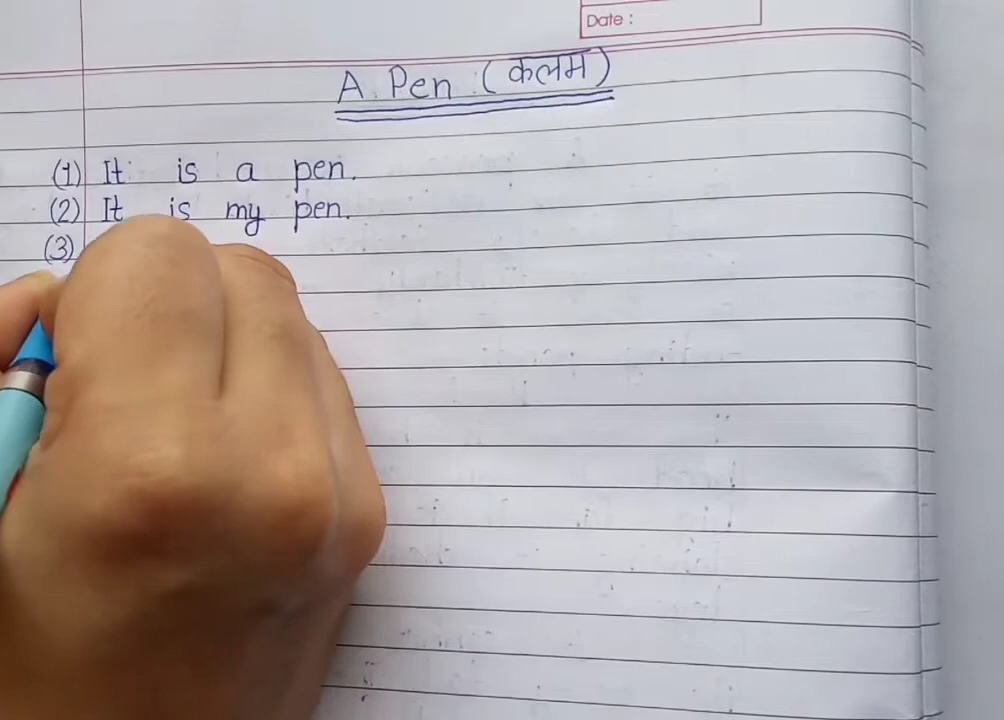 Date :
A Pen (कलम)
(1) It is a pen.
(2) It is my pen.
(3)